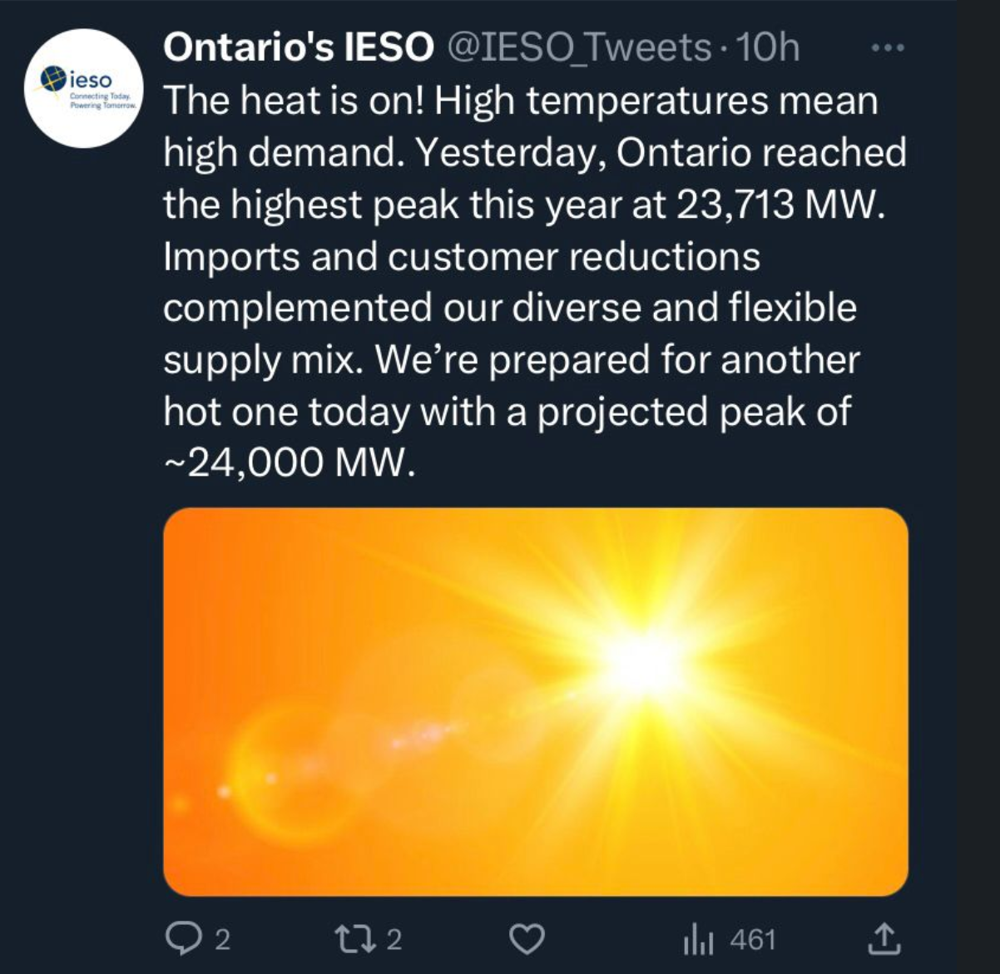 Ontario's IESO @IESO_Tweets · 10h
ieso
Connecting Today.
Powering Tomorrow.
The heat is on! High temperatures mean
high demand. Yesterday, Ontario reached
the highest peak this year at 23,713 MW.
Imports and customer reductions
complemented our diverse and flexible
supply mix. We’re prepared for another
hot one today with a projected peak of
~24,000 MW.
2 2 461